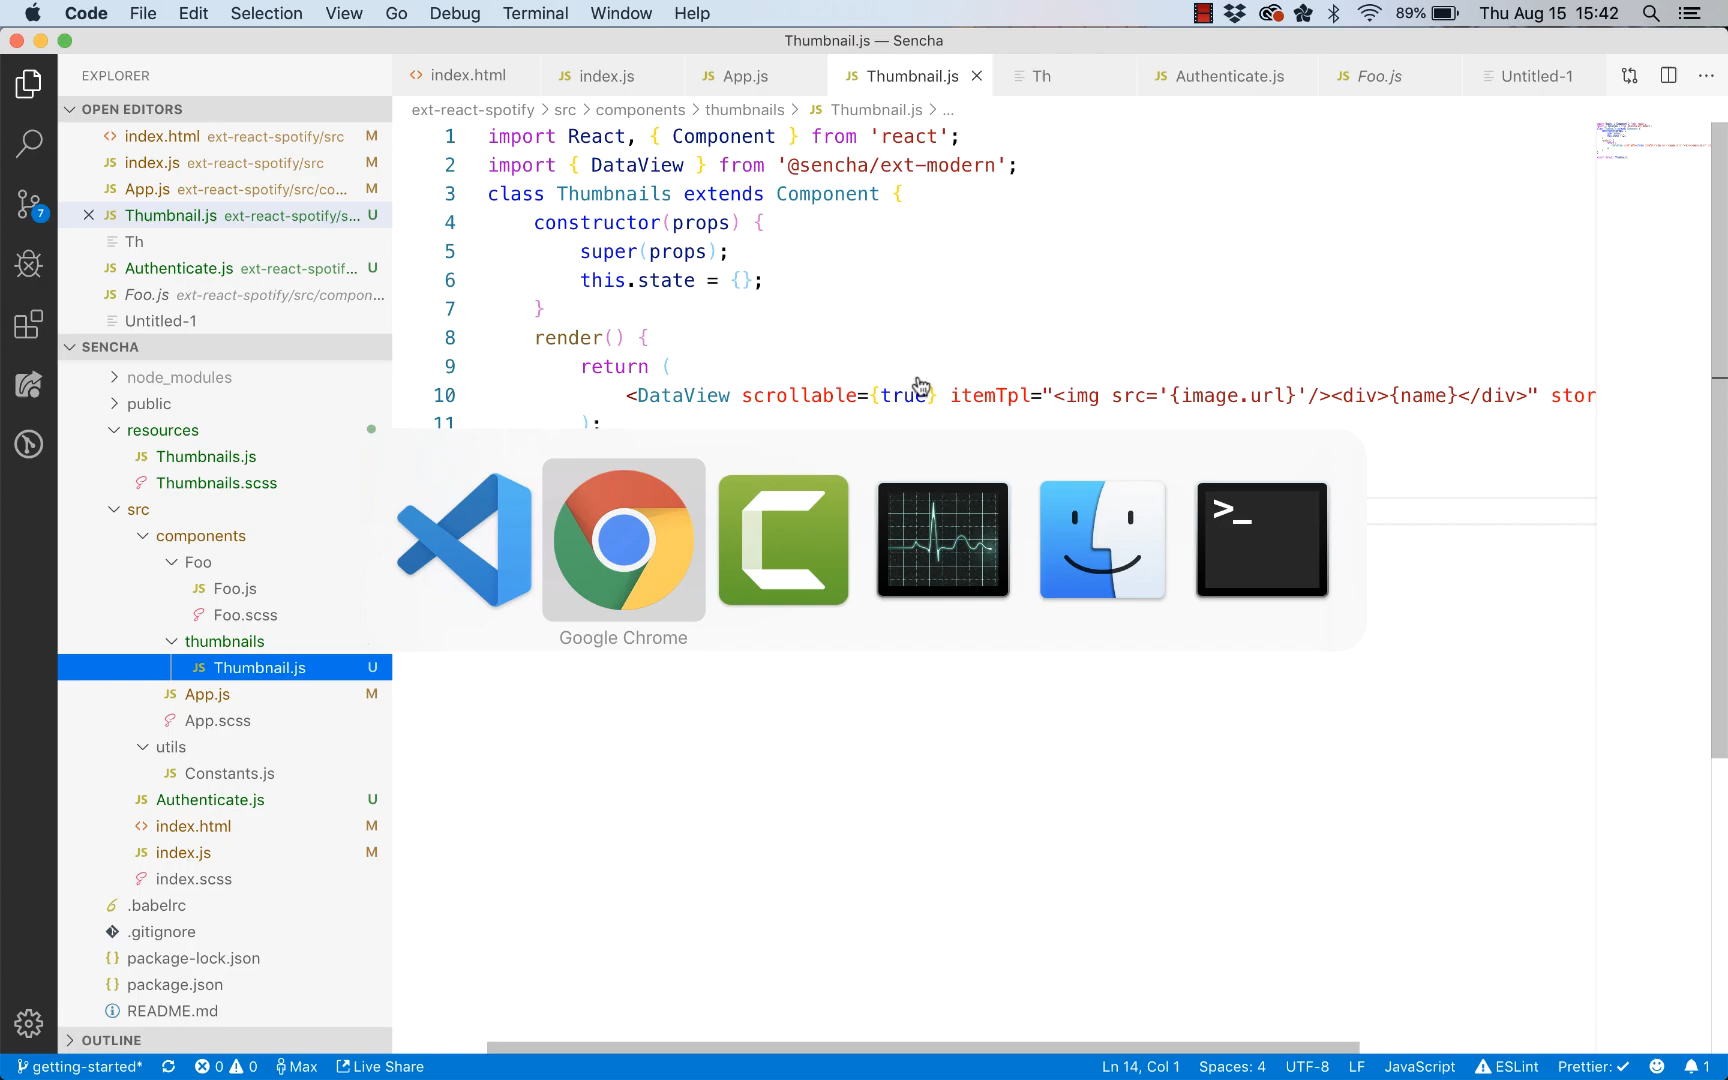 Code File Edit Selection View Go Debug Terminal Window Help 89% Thu Aug 15 15:42
Thumbnail.js — Sencha
EXPLORER
OPEN EDITORS
index.html ext-react-spotify/src M
index.js ext-react-spotify/src M
App.js ext-react-spotify/src/co... M
Thumbnail.js ext-react-spotify/s... U
Th
Authenticate.js ext-react-spotif... U
Foo.js ext-react-spotify/src/compon...
Untitled-1
SENCHA
node_modules
public
resources
Thumbnails.js
Thumbnails.scss
src
components
Foo
Foo.js
Foo.scss
thumbnails
Thumbnail.js U
App.js M
App.scss
utils
Constants.js
Authenticate.js U
index.html M
index.js M
index.scss
.babelrc
.gitignore
package-lock.json
package.json
README.md
OUTLINE
7
index.html JS index.js JS App.js JS Thumbnail.js Th JS Authenticate.js JS Foo.js Untitled-1
ext-react-spotify > src > components > thumbnails > JS Thumbnail.js > ...
1 import React, { Component } from 'react';
2 import { DataView } from '@sencha/ext-modern';
3 class Thumbnails extends Component {
4 constructor(props) {
5 super(props);
6 this.state = {};
7 }
8 render() {
9 return (
10 <DataView scrollable={true} itemTpl="<img src='{image.url}'/><div>{name}</div>" stor
11 );
Google Chrome
getting-started* 0 0 Max Live Share Ln 14, Col 1 Spaces: 4 UTF-8 LF JavaScript ESLint Prettier: ✓ 1